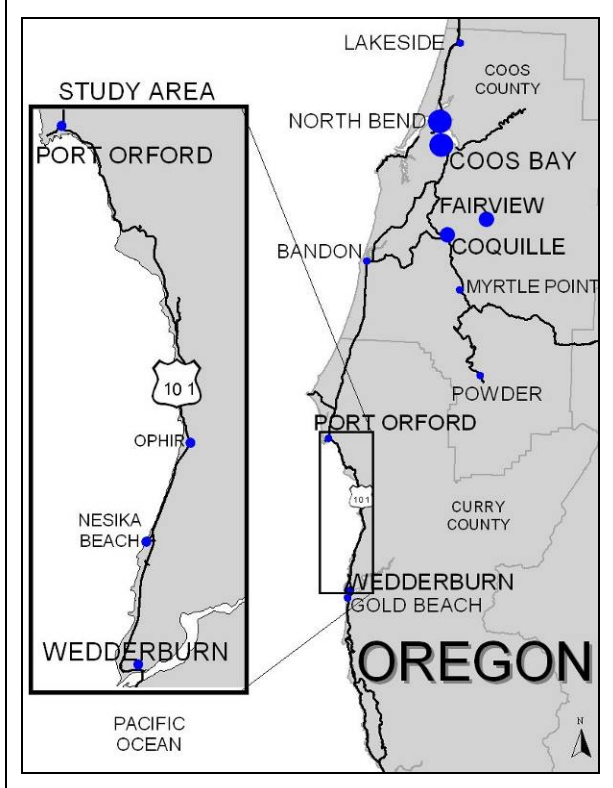 LAKESIDE
COOS
COUNTY
STUDY AREA
NORTH BEND
PORT ORFORD
COOS BAY
FAIRVIEW
BANDON
COQUILLE
MYRTLE POINT
101
POWDER
PORT ORFORD
OPHIR
101
NESIKA
BEACH
CURRY
COUNTY
WEDDERBURN
GOLD BEACH
WEDDERBURN
OREGON
PACIFIC
OCEAN
N